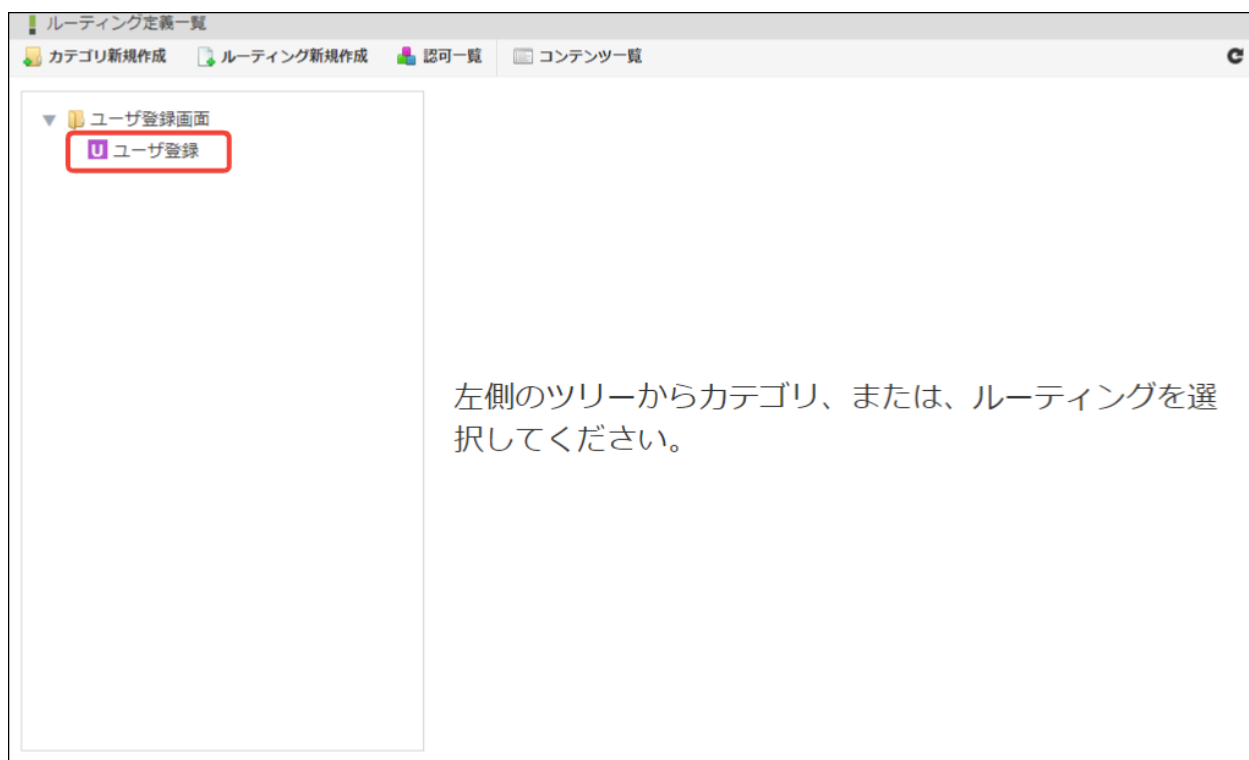 ルーティング定義一覧
カテゴリ新規作成 ルーティング新規作成 認可一覧 コンテンツ一覧
ユーザ登録画面
U ユーザ登録
左側のツリーからカテゴリ、または、ルーティングを選
択してください。